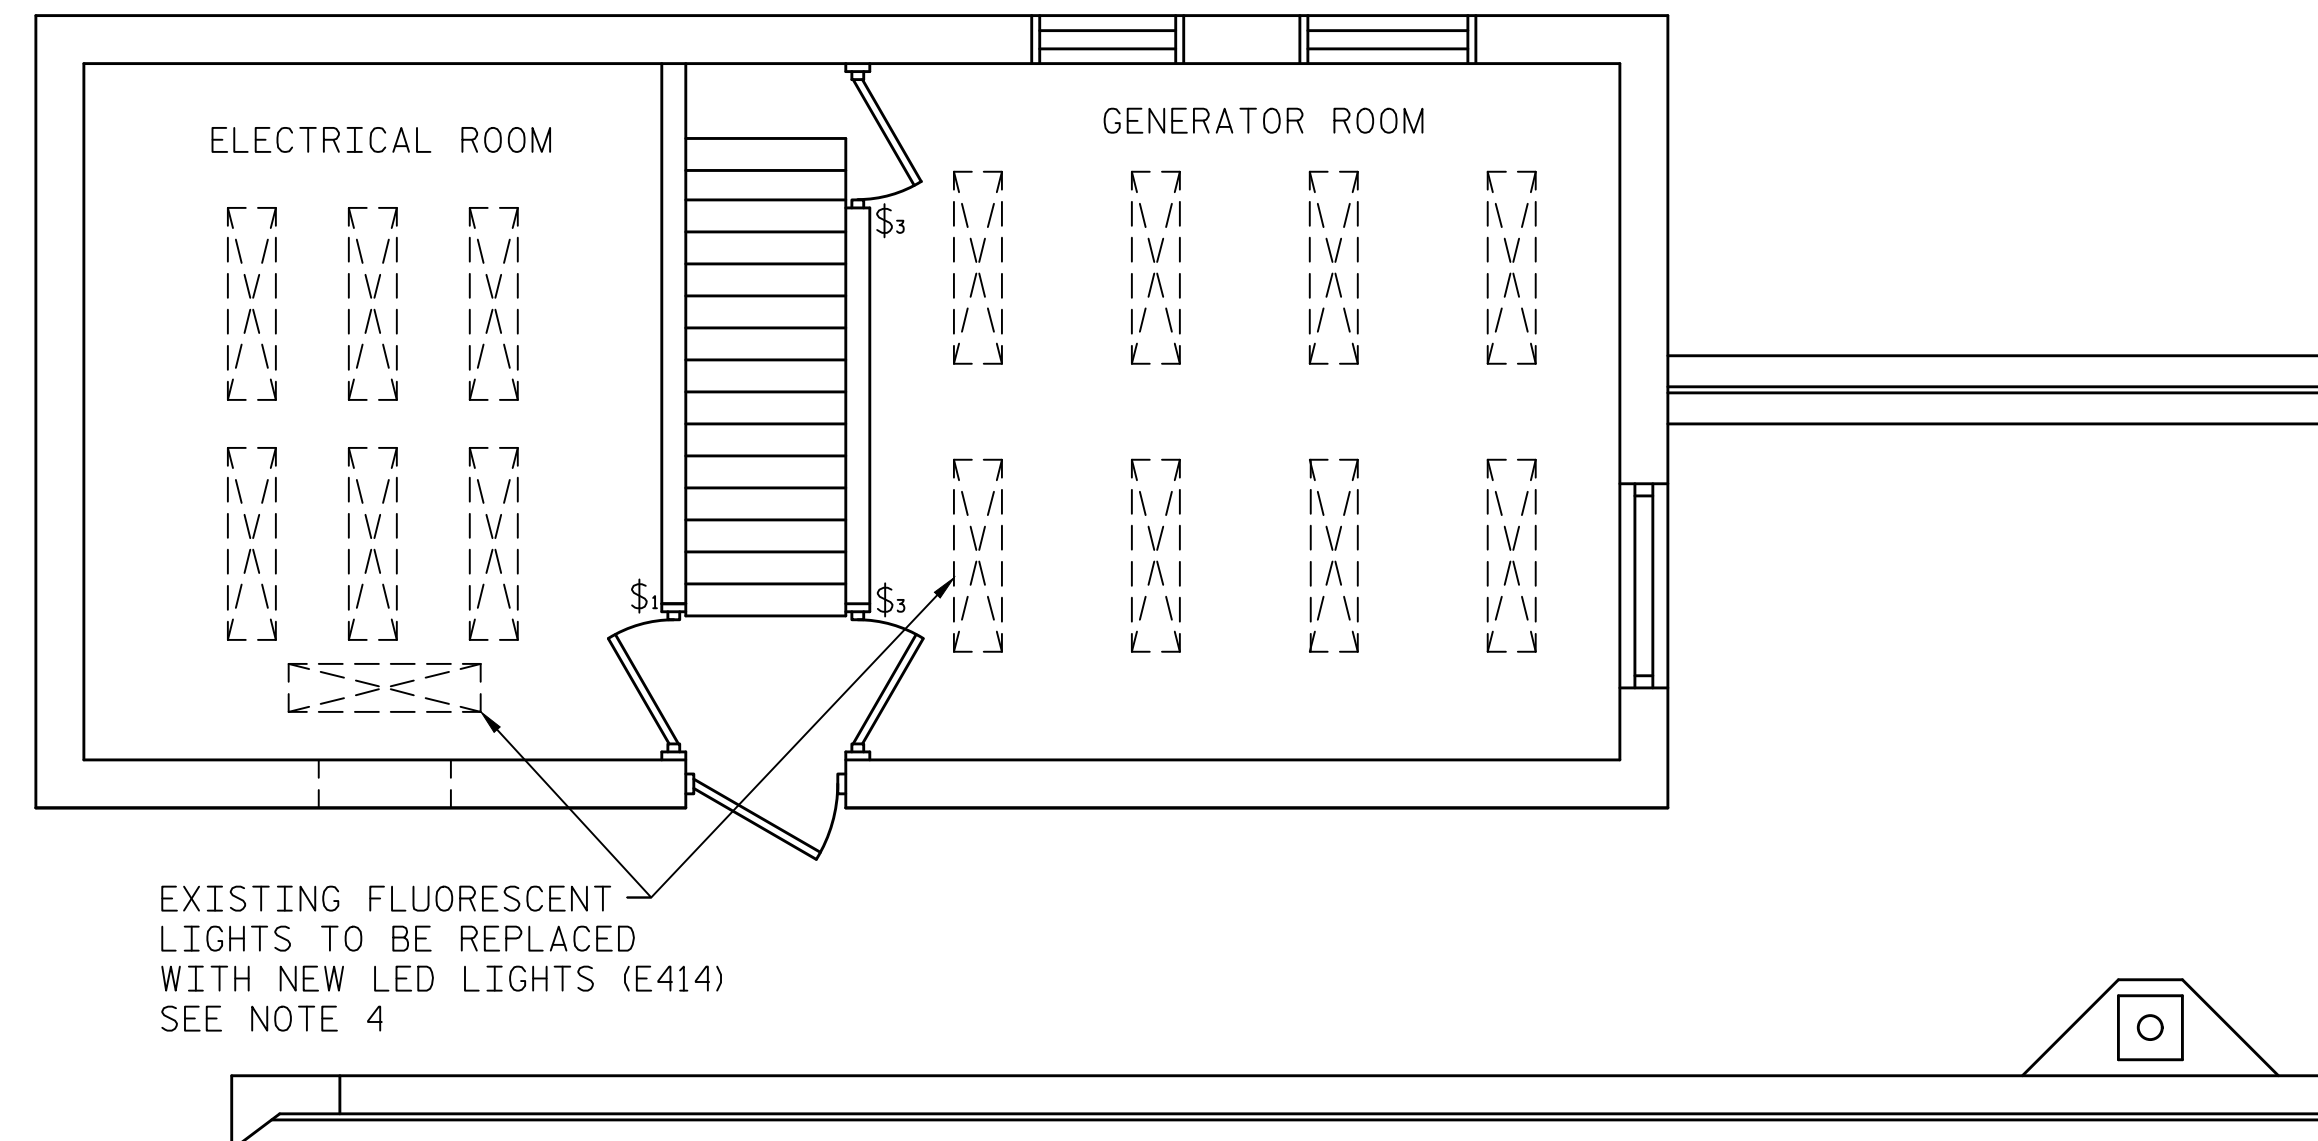 ELECTRICAL ROOM
GENERATOR ROOM
$3
$1
$3
EXISTING FLUORESCENT
LIGHTS TO BE REPLACED
WITH NEW LED LIGHTS (E414)
SEE NOTE 4